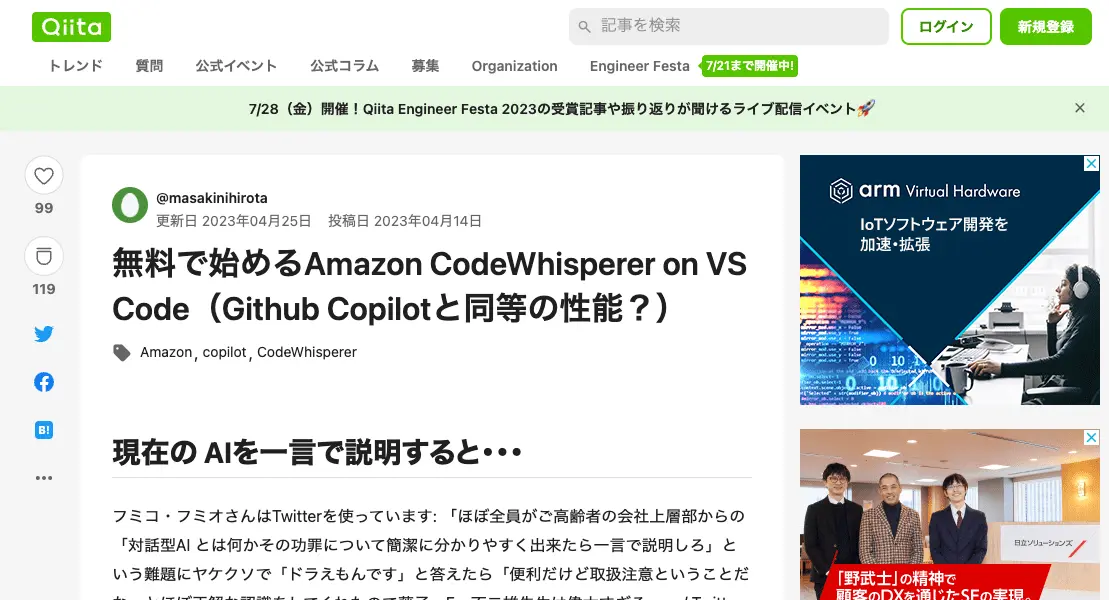 Qiita
記事を検索
ログイン
新規登録
トレンド 質問 公式イベント 公式コラム 募集 Organization Engineer Festa 7/21まで開催中!
7/28（金）開催！Qiita Engineer Festa 2023の受賞記事や振り返りが聞けるライブ配信イベント🚀
99
119
B!
@masakinihirota
更新日 2023年04月25日 投稿日 2023年04月14日
無料で始めるAmazon CodeWhisperer on VS
Code（Github Copilotと同等の性能？）
Amazon, copilot, CodeWhisperer
現在の AIを一言で説明すると・・・
フミコ・フミオさんはTwitterを使っています: 「ほぼ全員がご高齢者の会社上層部からの
「対話型AI とは何かその功罪について簡潔に分かりやすく出来たら一言で説明しろ」と
いう難題にヤケクソで「ドラえもんです」と答えたら「便利だけど取扱注意ということだ
arm Virtual Hardware
IoTソフトウェア開発を
加速・拡張
日立ソリューションズ
「野武士」の精神で
顧客のDXを通じたSEの実現。